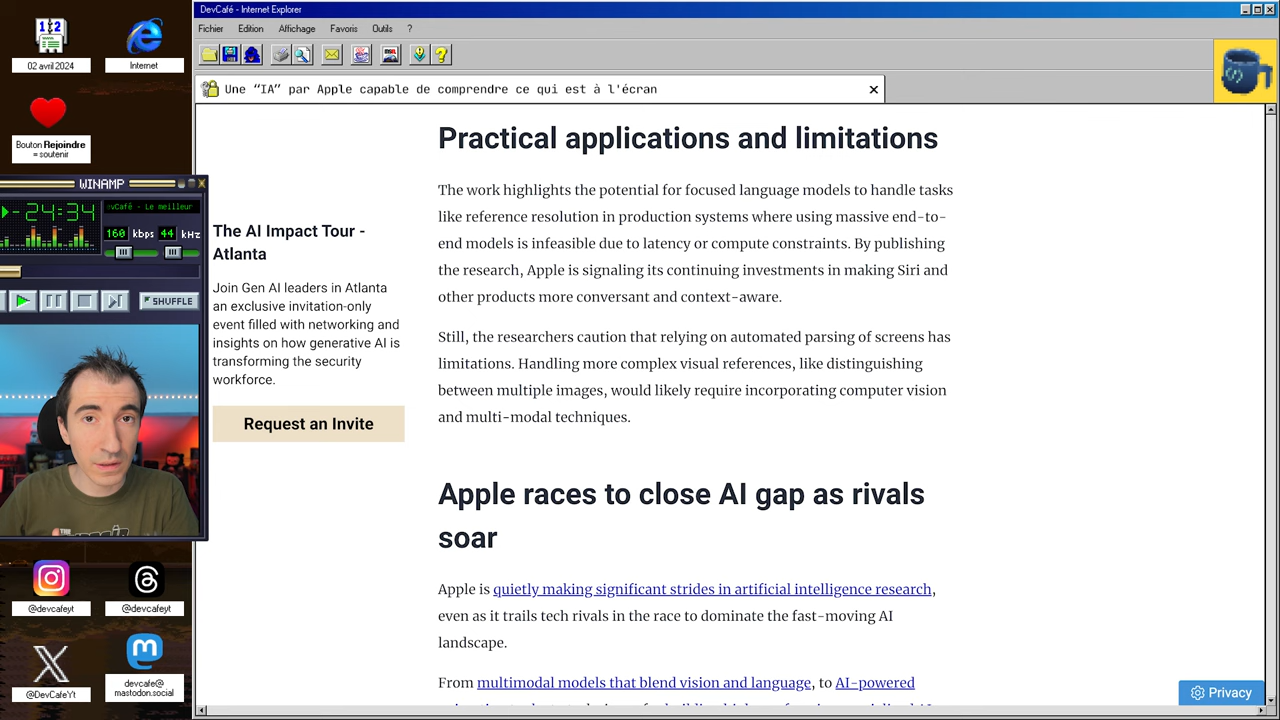 DevCafé - Internet Explorer
Fichier Edition Affichage Favoris Outils ?
Une “IA” par Apple capable de comprendre ce qui est à l'écran
02 avril 2024
Internet
Bouton Rejoindre
= soutenir
WINAMP
-24:34
evCafé - Le meilleur
160 kbps 44 kHz
SHUFFLE
@devcafeyt
@devcafeyt
@DevCafeYt
devcafe@
mastodon.social
The AI Impact Tour -
Atlanta
Join Gen AI leaders in Atlanta
an exclusive invitation-only
event filled with networking and
insights on how generative AI is
transforming the security
workforce.
Request an Invite
Practical applications and limitations
The work highlights the potential for focused language models to handle tasks
like reference resolution in production systems where using massive end-to-
end models is infeasible due to latency or compute constraints. By publishing
the research, Apple is signaling its continuing investments in making Siri and
other products more conversant and context-aware.
Still, the researchers caution that relying on automated parsing of screens has
limitations. Handling more complex visual references, like distinguishing
between multiple images, would likely require incorporating computer vision
and multi-modal techniques.
Apple races to close AI gap as rivals
soar
Apple is quietly making significant strides in artificial intelligence research,
even as it trails tech rivals in the race to dominate the fast-moving AI
landscape.
From multimodal models that blend vision and language, to AI-powered
Privacy